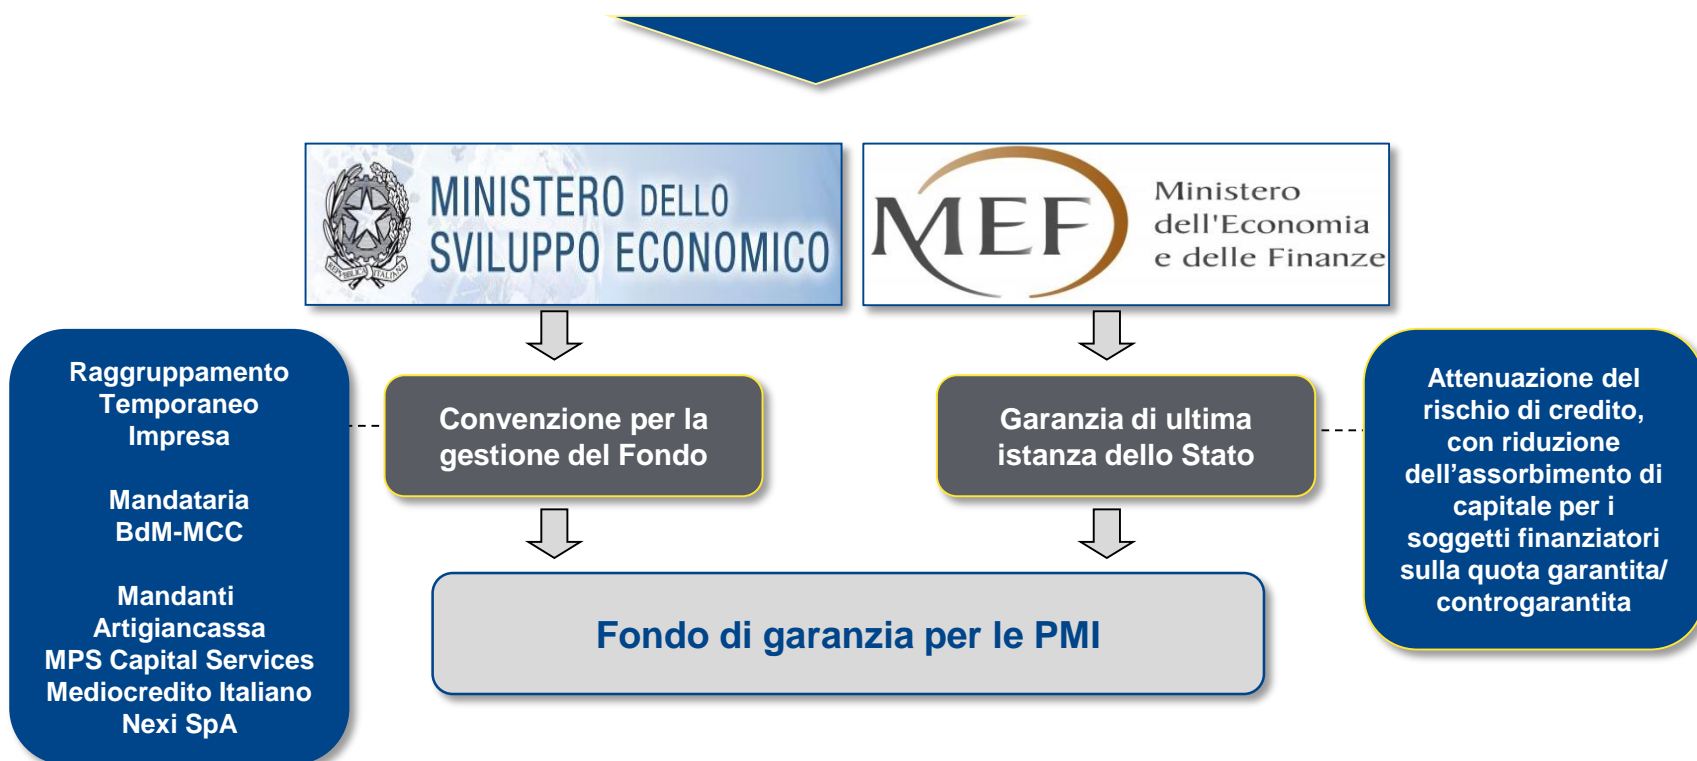 MINISTERO DELLO
SVILUPPO ECONOMICO
REPVBBLICA ITALIANA
MEF
Ministero
dell'Economia
e delle Finanze
Raggruppamento
Temporaneo
Impresa
Mandataria
BdM-MCC
Mandanti
Artigiancassa
MPS Capital Services
Mediocredito Italiano
Nexi SpA
Convenzione per la
gestione del Fondo
Garanzia di ultima
istanza dello Stato
Attenuazione del
rischio di credito,
con riduzione
dell’assorbimento di
capitale per i
soggetti finanziatori
sulla quota garantita/
controgarantita
Fondo di garanzia per le PMI